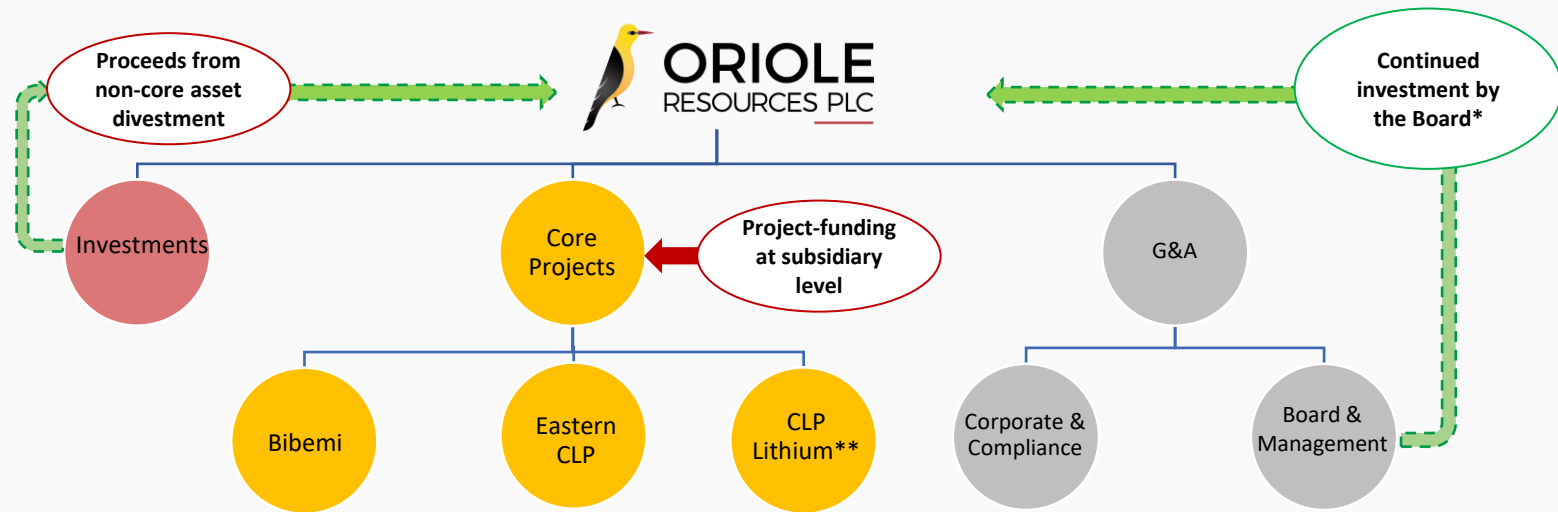 Proceeds from
non-core asset
divestment
ORIOLE
RESOURCES PLC
Continued
investment by
the Board*
Investments
Core
Projects
Project-funding
at subsidiary
level
G&A
Bibemi
Eastern
CLP
CLP
Lithium**
Corporate &
Compliance
Board &
Management